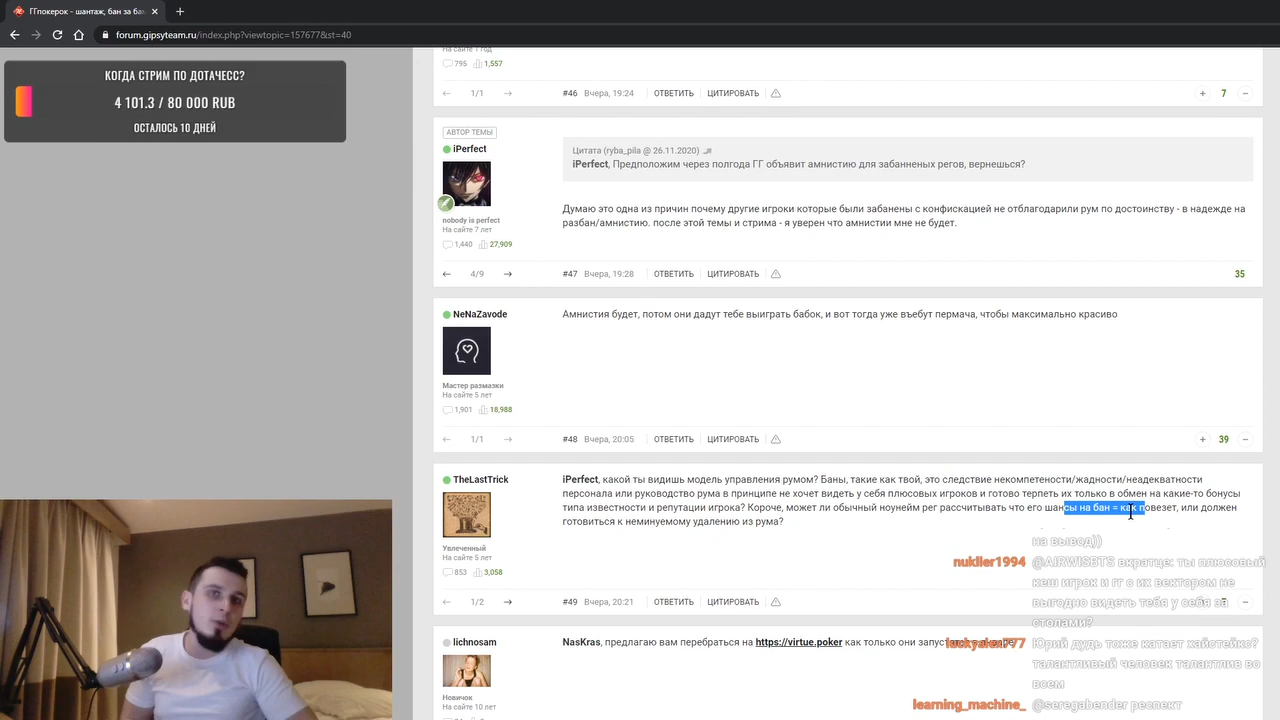 ГГпокерок - шантаж, бан за ба
forum.gipsyteam.ru/index.php?viewtopic=157677&st=40
КОГДА СТРИМ ПО ДОТАЧЕСС?
4 101.3 / 80 000 RUB
ОСТАЛОСЬ 10 ДНЕЙ
На сайте 1 год
795 1,557
1/1
#46 Вчера, 19:24 ОТВЕТИТЬ ЦИТИРОВАТЬ
+ 7 −
АВТОР ТЕМЫ
iPerfect
nobody is perfect
На сайте 7 лет
1,440 27,909
Цитата (ryba_pila @ 26.11.2020)
iPerfect, Предположим через полгода ГГ объявит амнистию для забанненых регов, вернешься?
Думаю это одна из причин почему другие игроки которые были забанены с конфискацией не отблагодарили рум по достоинству - в надежде на
разбан/амнистию. после этой темы и стрима - я уверен что амнистии мне не будет.
4/9
#47 Вчера, 19:28 ОТВЕТИТЬ ЦИТИРОВАТЬ
35
NeNaZavode
Мастер размазки
На сайте 5 лет
1,901 18,988
Амнистия будет, потом они дадут тебе выиграть бабок, и вот тогда уже въебут пермача, чтобы максимально красиво
1/1
#48 Вчера, 20:05 ОТВЕТИТЬ ЦИТИРОВАТЬ
+ 39 −
TheLastTrick
Увлеченный
На сайте 5 лет
853 3,058
iPerfect, какой ты видишь модель управления румом? Баны, такие как твой, это следствие некомпетености/жадности/неадекватности
персонала или руководство рума в принципе не хочет видеть у себя плюсовых игроков и готово терпеть их только в обмен на какие-то бонусы
типа известности и репутации игрока? Короче, может ли обычный ноунейм рег рассчитывать что его шансы на бан = как повезет, или должен
готовиться к неминуемому удалению из рума?
1/2
#49 Вчера, 20:21 ОТВЕТИТЬ ЦИТИРОВАТЬ
lichnosam
Новичок
На сайте 10 лет
NasKras, предлагаю вам перебраться на https://virtue.poker как только они запустят
на вывод))
nuklier1994 @AIRWISBTS вкратце: ты плюсовый
кеш игрок и гг с их вектором не
выгодно видеть тебя у себя за
столами?
Юрий дудь тоже катает хайстейкс?
талантливый человек талантлив во
всем
learning_machine_ @seregabender респект